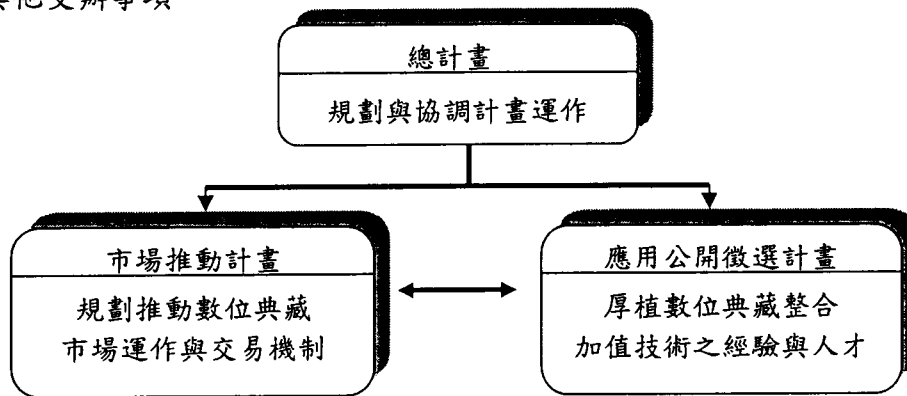 其他交辦事項
總計畫
規劃與協調計畫運作
市場推動計畫
規劃推動數位典藏
市場運作與交易機制
應用公開徵選計畫
厚植數位典藏整合
加值技術之經驗與人才